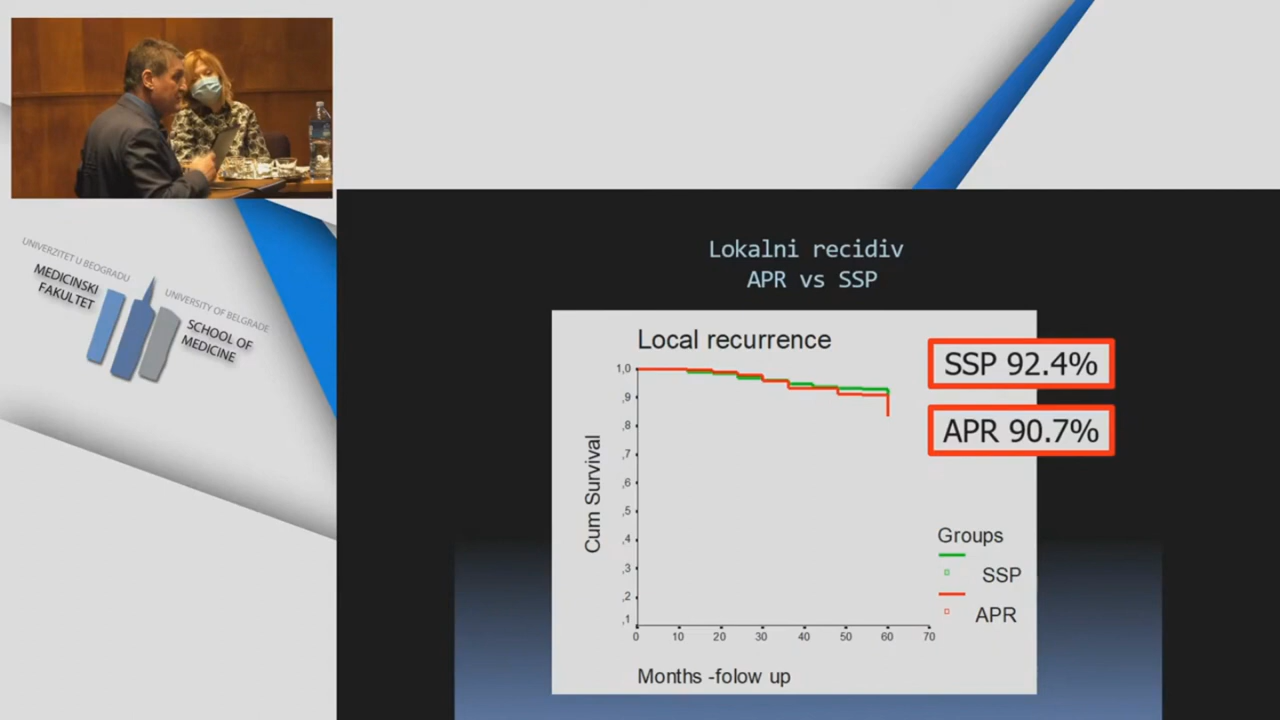 UNIVERZITET U BEOGRADU
MEDICINSKI
FAKULTET
UNIVERSITY OF BELGRADE
SCHOOL OF
MEDICINE
Lokalni recidiv
APR vs SSP
Local recurrence
SSP 92.4%
APR 90.7%
1,0
,9
,8
,7
,6
,5
,4
,3
,2
,1
Cum Survival
0 10 20 30 40 50 60 70
Months -folow up
Groups
SSP
APR